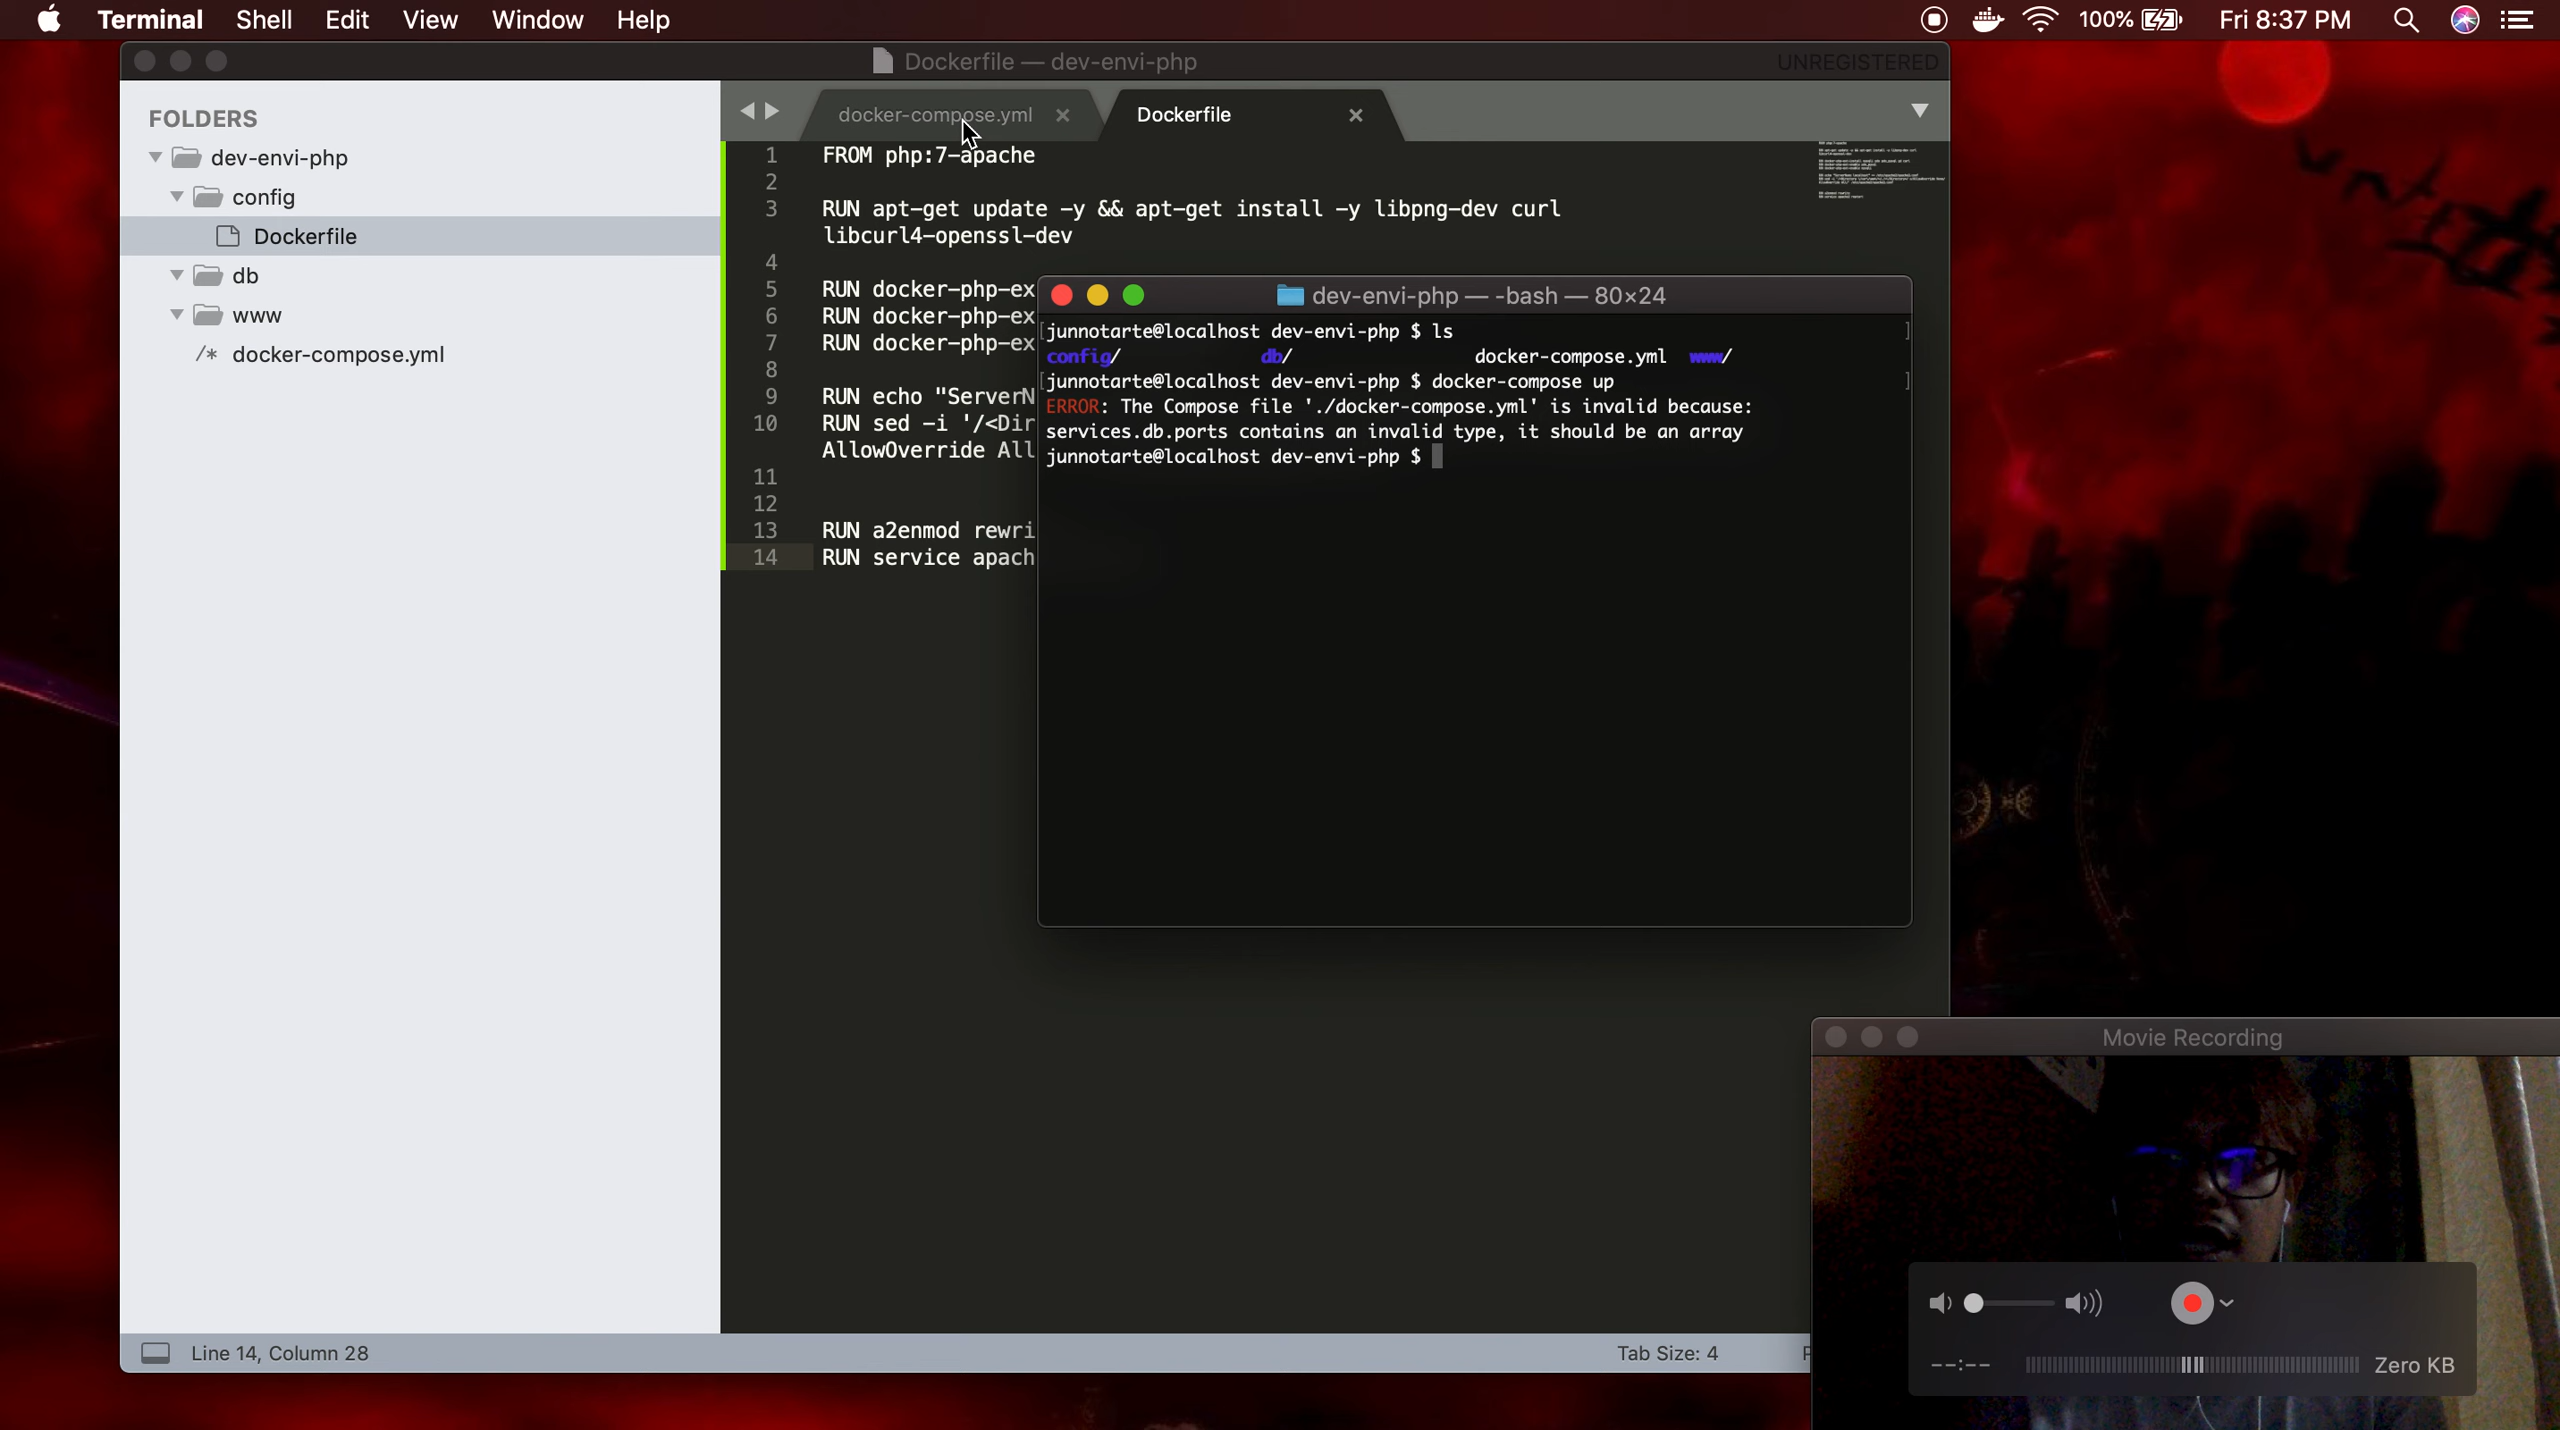 Terminal Shell Edit View Window Help 100% Fri 8:37 PM
Dockerfile — dev-envi-php UNREGISTERED
FOLDERS
dev-envi-php
config
Dockerfile
db
www
/* docker-compose.yml
docker-compose.yml Dockerfile
1 FROM php:7-apache
2
3 RUN apt-get update -y && apt-get install -y libpng-dev curl
libcurl4-openssl-dev
4
5 RUN docker-php-ex
6 RUN docker-php-ex
7 RUN docker-php-ex
8
9 RUN echo "ServerN
10 RUN sed -i '/<Dir
AllowOverride All
11
12
13 RUN a2enmod rewri
14 RUN service apach
dev-envi-php — -bash — 80×24
[junnotarte@localhost dev-envi-php $ ls ]
config/ db/ docker-compose.yml www/
[junnotarte@localhost dev-envi-php $ docker-compose up ]
ERROR: The Compose file './docker-compose.yml' is invalid because:
services.db.ports contains an invalid type, it should be an array
junnotarte@localhost dev-envi-php $
Movie Recording
--:-- Zero KB
Line 14, Column 28 Tab Size: 4